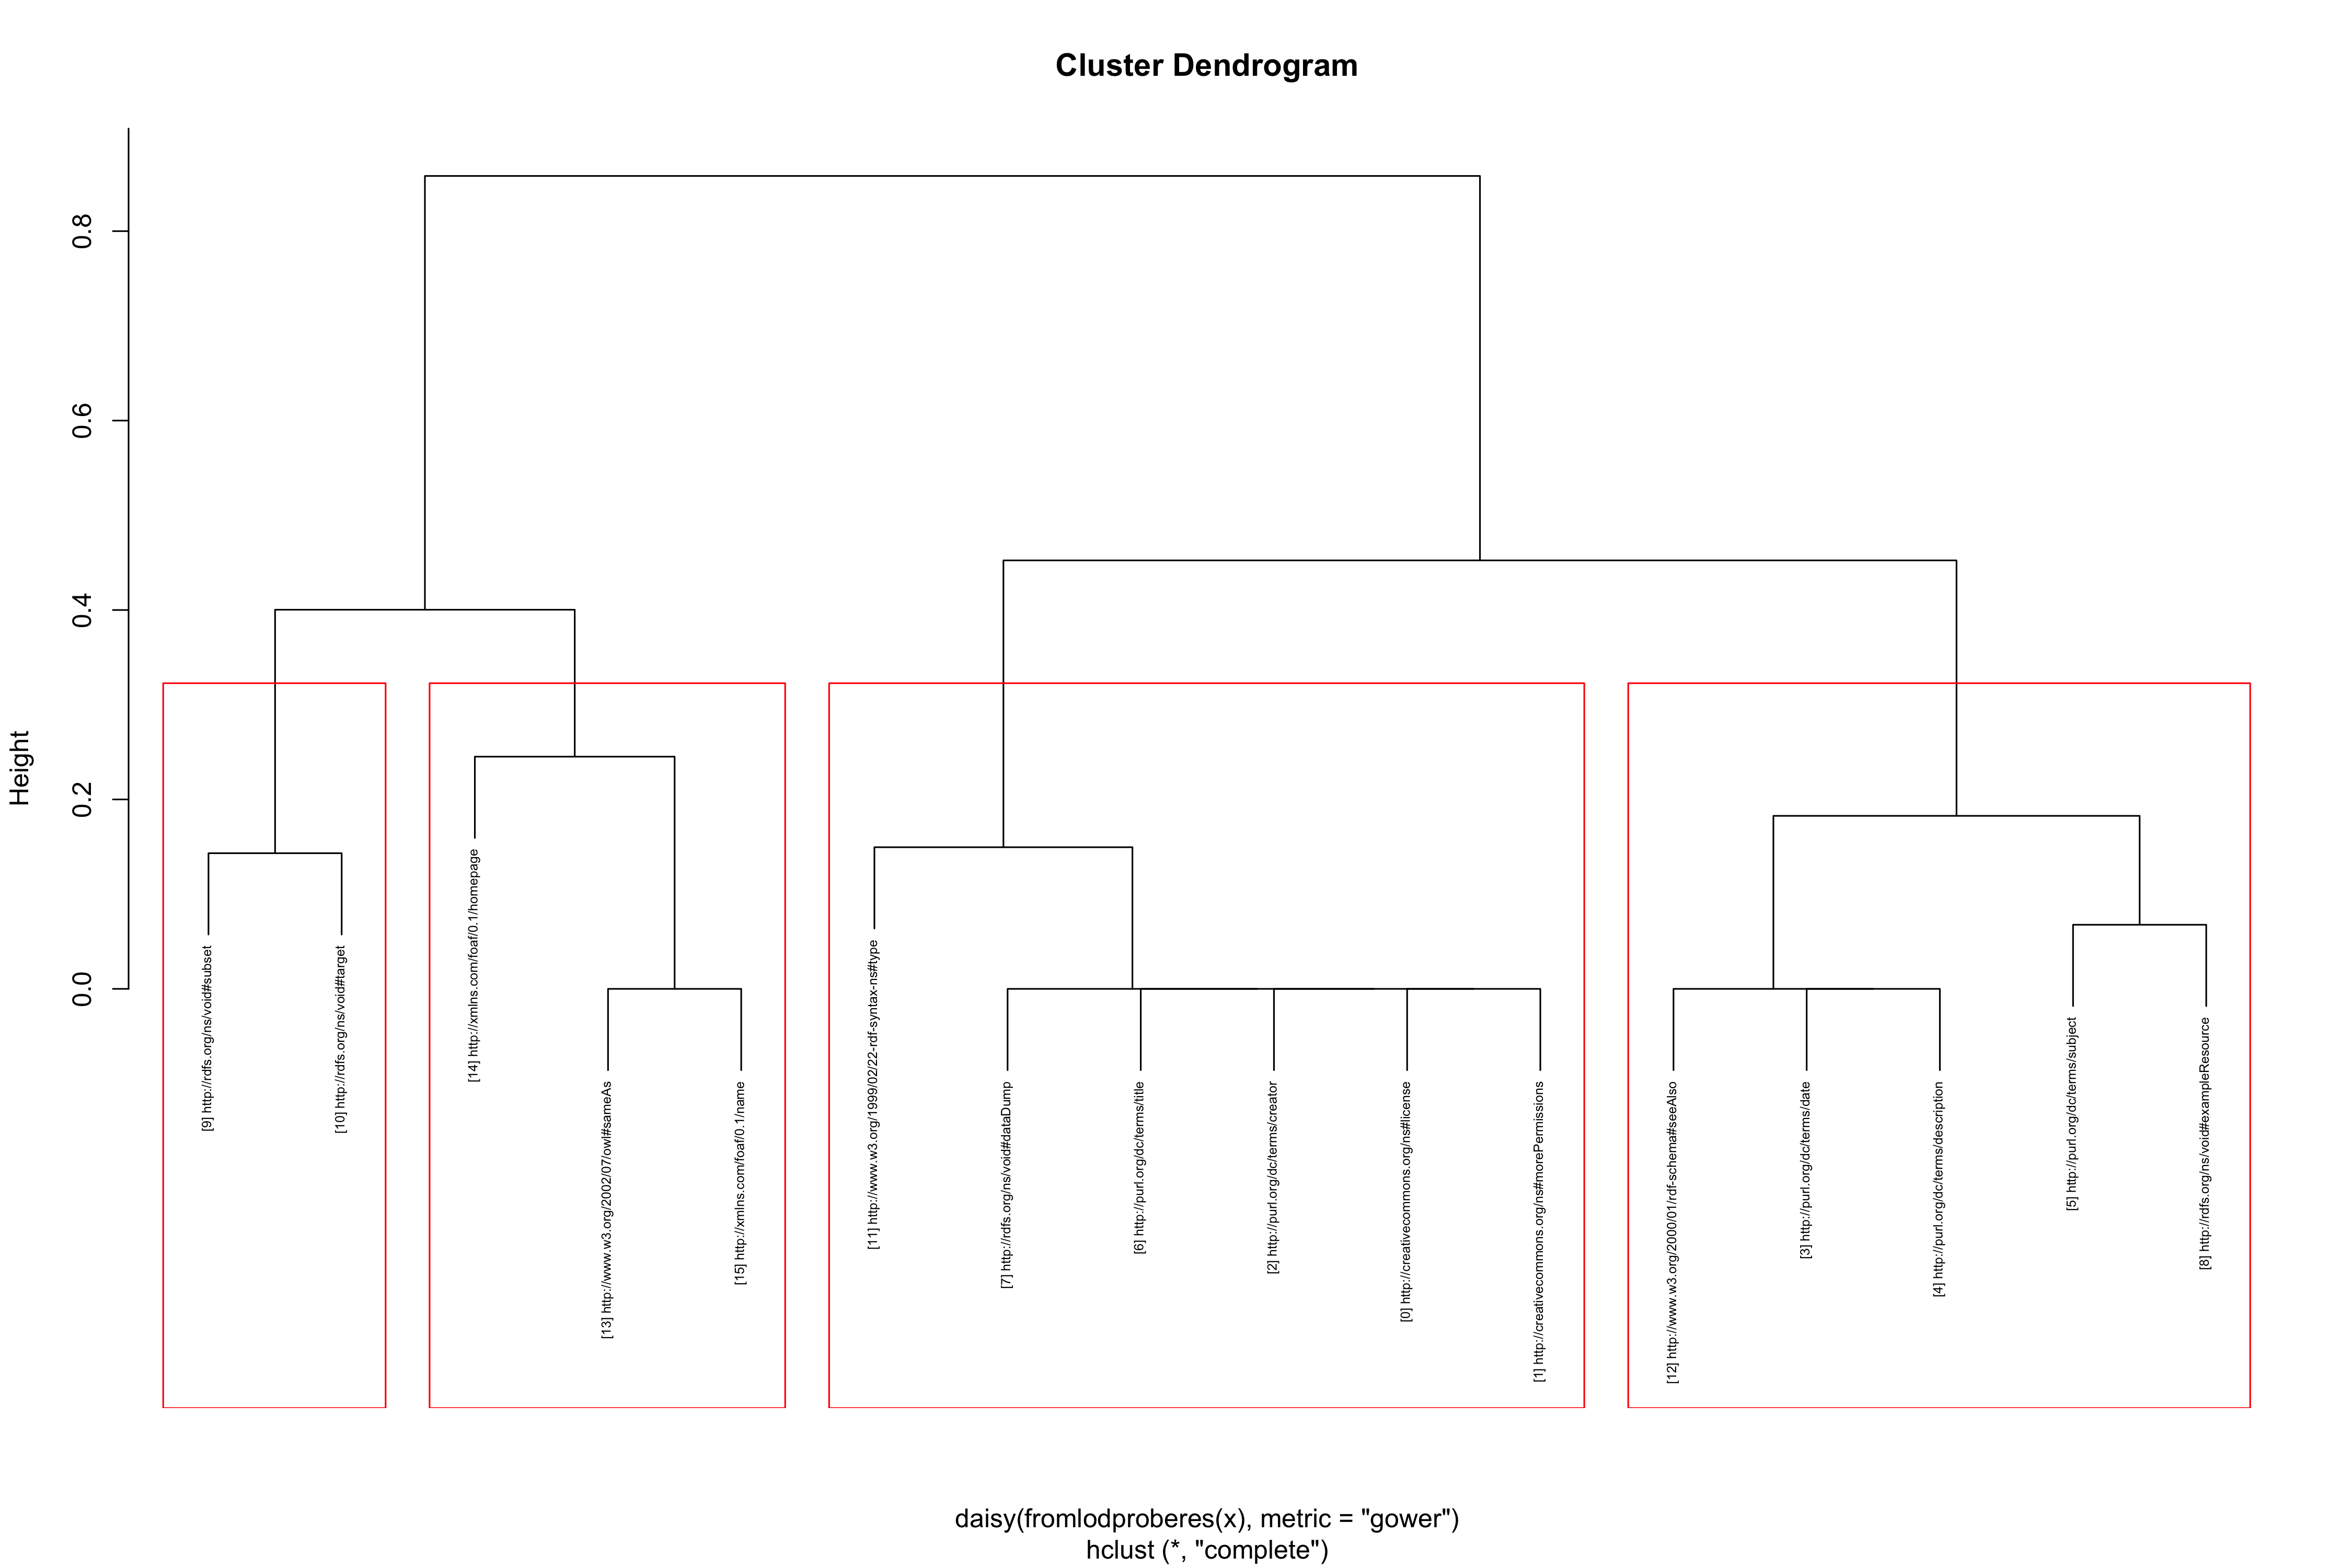 Cluster Dendrogram
Height
0.8
0.6
0.4
0.2
0.0
[9] http://rdfs.org/ns/void#subset
[10] http://rdfs.org/ns/void#target
[14] http://xmlns.com/foaf/0.1/homepage
[13] http://www.w3.org/2002/07/owl#sameAs
[15] http://xmlns.com/foaf/0.1/name
[11] http://www.w3.org/1999/02/22-rdf-syntax-ns#type
[7] http://rdfs.org/ns/void#dataDump
[6] http://purl.org/dc/terms/title
[2] http://purl.org/dc/terms/creator
[0] http://creativecommons.org/ns#license
[1] http://creativecommons.org/ns#morePermissions
[12] http://www.w3.org/2000/01/rdf-schema#seeAlso
[3] http://purl.org/dc/terms/date
[4] http://purl.org/dc/terms/description
[5] http://purl.org/dc/terms/subject
[8] http://rdfs.org/ns/void#exampleResource
daisy(fromlodproberes(x), metric = "gower")
hclust (*, "complete")